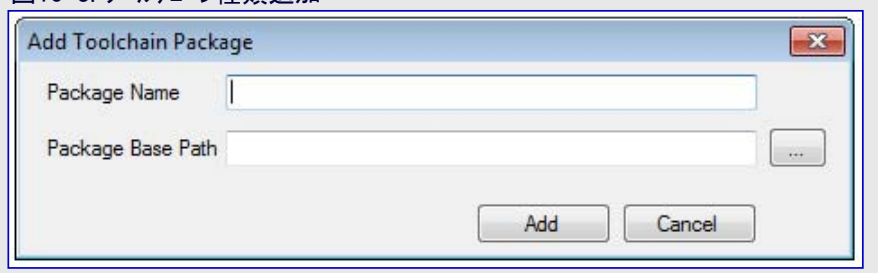 Add Toolchain Package
Package Name
Package Base Path
...
Add
Cancel